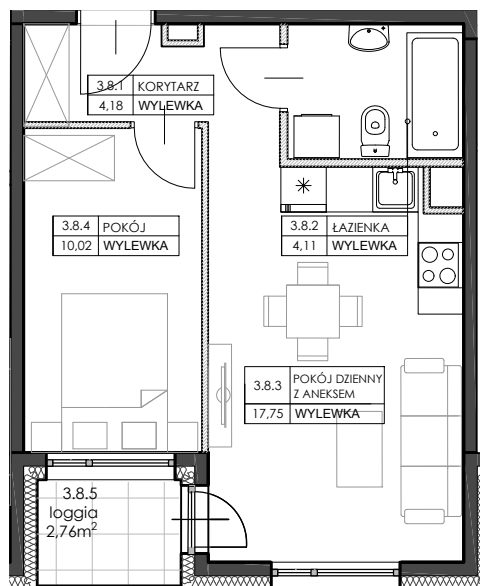 3.8.1 KORYTARZ
4,18 WYLEWKA
3.8.4 POKÓJ
10,02 WYLEWKA
3.8.2 ŁAZIENKA
4,11 WYLEWKA
3.8.3 POKÓJ DZIENNY
Z ANEKSEM
17,75 WYLEWKA
3.8.5
loggia
2,76m²